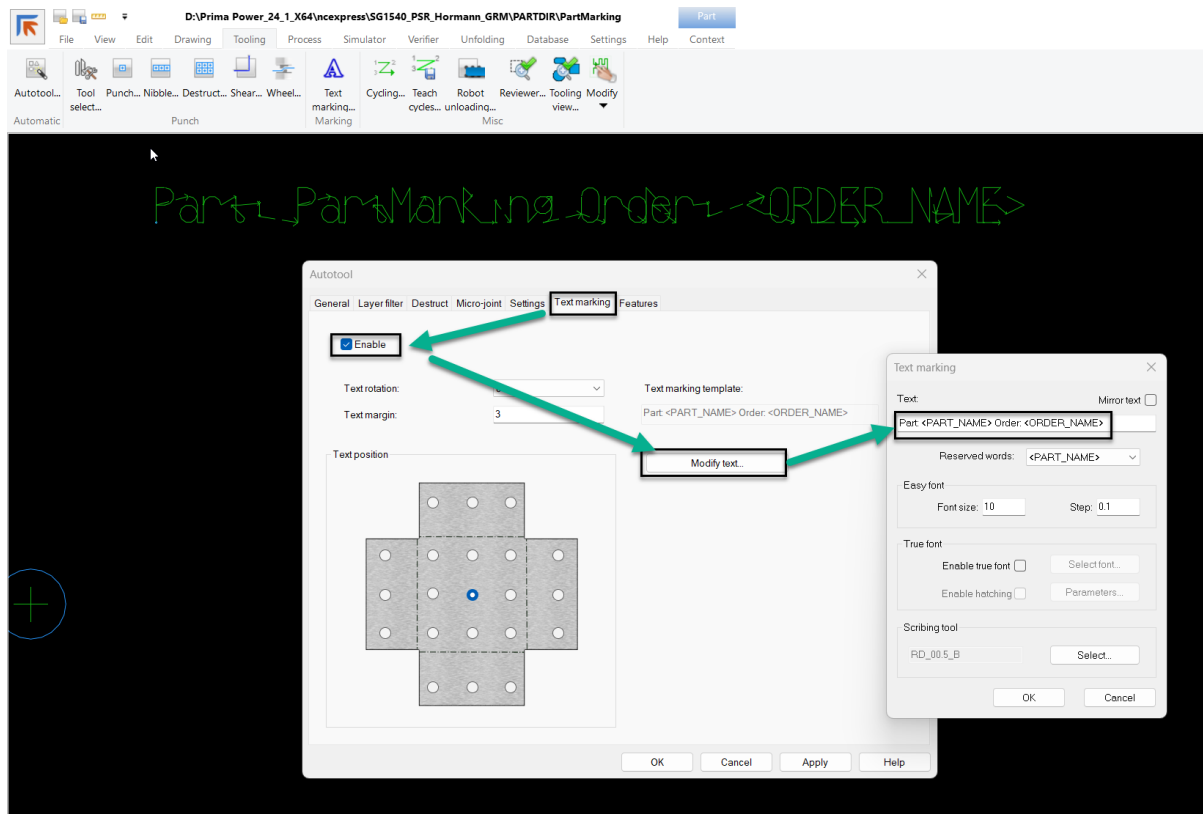 D:\Prima Power_24_1_X64\ncexpress\SG1540_PSR_Hormann_GRM\PARTDIR\PartMarking
Part
File View Edit Drawing Tooling Process Simulator Verifier Unfolding Database Settings Help Context
Autotool... Tool select... Punch... Nibble... Destruct... Shear... Wheel... Text marking... Cycling... Teach cycles... Robot unloading... Reviewer... Tooling view... Modify
Automatic Punch Marking Misc
Part: PartMarking Order: <ORDER_NAME>
Autotool
General Layer filter Destruct Micro-joint Settings Text marking Features
Enable
Text rotation:
Text marking template:
Text margin: 3
Part: <PART_NAME> Order: <ORDER_NAME>
Text position
Modify text...
OK Cancel Apply Help
Text marking
Text: Mirror text
Part: <PART_NAME> Order: <ORDER_NAME>
Reserved words: <PART_NAME>
Easy font
Font size: 10 Step: 0.1
True font
Enable true font Select font...
Enable hatching Parameters...
Scribing tool
RD_00.5_B Select...
OK Cancel